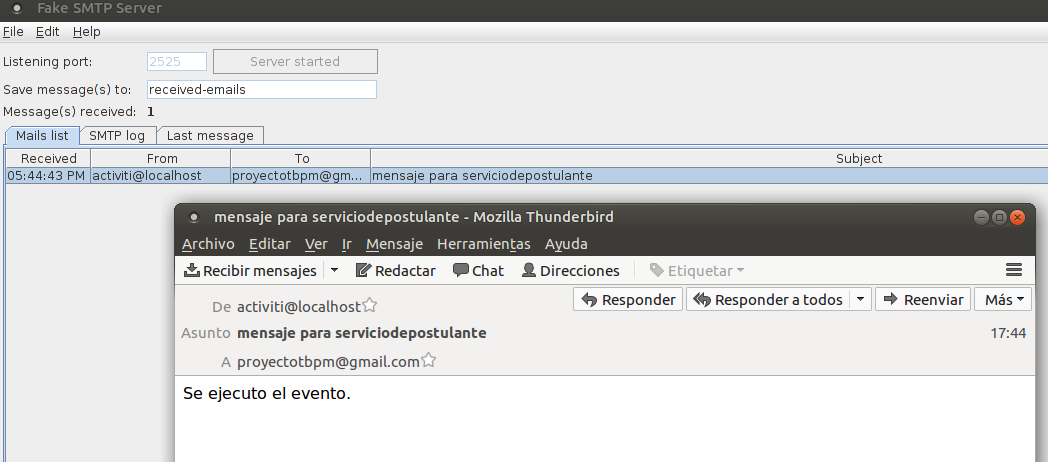 Fake SMTP Server
File Edit Help
Listening port: 2525 Server started
Save message(s) to: received-emails
Message(s) received: 1
Mails list SMTP log Last message
Received From To Subject
05:44:43 PM activiti@localhost proyectotbpm@gm... mensaje para serviciodepostulante
mensaje para serviciodepostulante - Mozilla Thunderbird
Archivo Editar Ver Ir Mensaje Herramientas Ayuda
Recibir mensajes Redactar Chat Direcciones Etiquetar
De activiti@localhost Responder Responder a todos Reenviar Más
Asunto mensaje para serviciodepostulante 17:44
A proyectotbpm@gmail.com
Se ejecuto el evento.